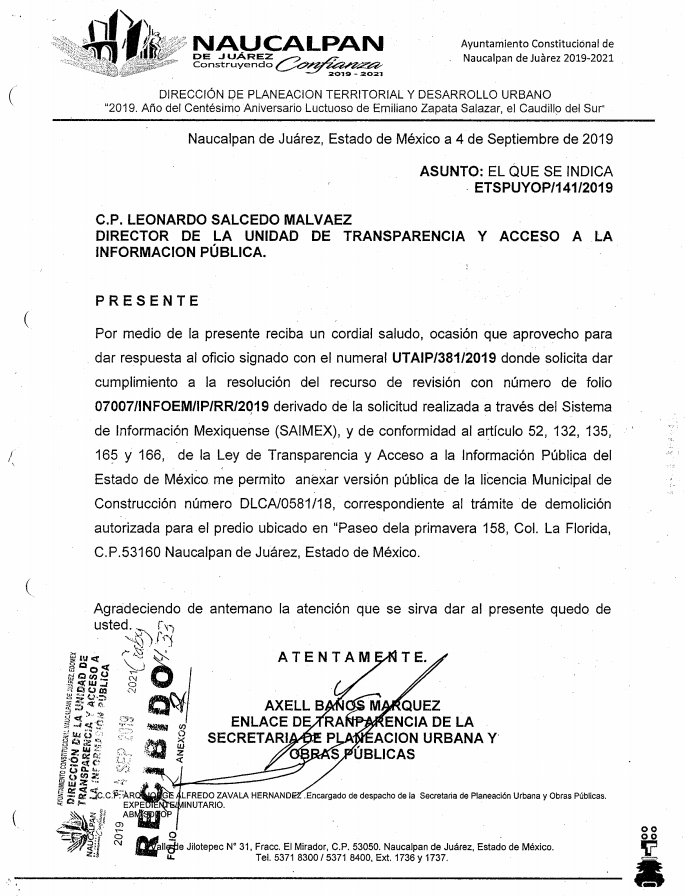 NAUCALPAN
DE JUÁREZ
Construyendo Confianza
2019 - 2021
Ayuntamiento Constitucional de
Naucalpan de Juàrez 2019-2021
DIRECCIÓN DE PLANEACION TERRITORIAL Y DESARROLLO URBANO
"2019. Año del Centésimo Aniversario Luctuoso de Emiliano Zapata Salazar, el Caudillo del Sur"
Naucalpan de Juárez, Estado de México a 4 de Septiembre de 2019
ASUNTO: EL QUE SE INDICA
ETSPUYOP/141/2019
C.P. LEONARDO SALCEDO MALVAEZ
DIRECTOR DE LA UNIDAD DE TRANSPARENCIA Y ACCESO A LA
INFORMACION PÚBLICA.
P R E S E N T E
Por medio de la presente reciba un cordial saludo, ocasión que aprovecho para
dar respuesta al oficio signado con el numeral UTAIP/381/2019 donde solicita dar
cumplimiento a la resolución del recurso de revisión con número de folio
07007/INFOEM/IP/RR/2019 derivado de la solicitud realizada a través del Sistema
de Información Mexiquense (SAIMEX), y de conformidad al artículo 52, 132, 135,
165 y 166, de la Ley de Transparencia y Acceso a la Información Pública del
Estado de México me permito anexar versión pública de la licencia Municipal de
Construcción número DLCA/0581/18, correspondiente al trámite de demolición
autorizada para el predio ubicado en "Paseo dela primavera 158, Col. La Florida,
C.P.53160 Naucalpan de Juárez, Estado de México.
Agradeciendo de antemano la atención que se sirva dar al presente quedo de
usted.
A T E N T A M E N T E.
AXELL BAÑOS MARQUEZ
ENLACE DE TRANPARENCIA DE LA
SECRETARIA DE PLANEACION URBANA Y
OBRAS PÚBLICAS
AYUNTAMIENTO CONSTITUCIONAL NAUCALPAN DE JUÁREZ, EDOMEX
DIRECCIÓN DE LA UNIDAD DE
TRANSPARENCIA Y ACCESO A
LA INFORMACIÓN PÚBLICA
NAUCALPAN
2019 4 SEP 2019 2021
RECIBIDO
FOLIO ANEXOS
C.C.P. ARQ. JORGE ALFREDO ZAVALA HERNANDEZ.Encargado de despacho de la Secretaria de Planeación Urbana y Obras Públicas.
EXPEDIENTE/MINUTARIO.
Valle de Jilotepec N° 31, Fracc. El Mirador, C.P. 53050. Naucalpan de Juárez, México.
Tel. 5371 8300 / 5371 8400, Ext. 1736 y 1737.